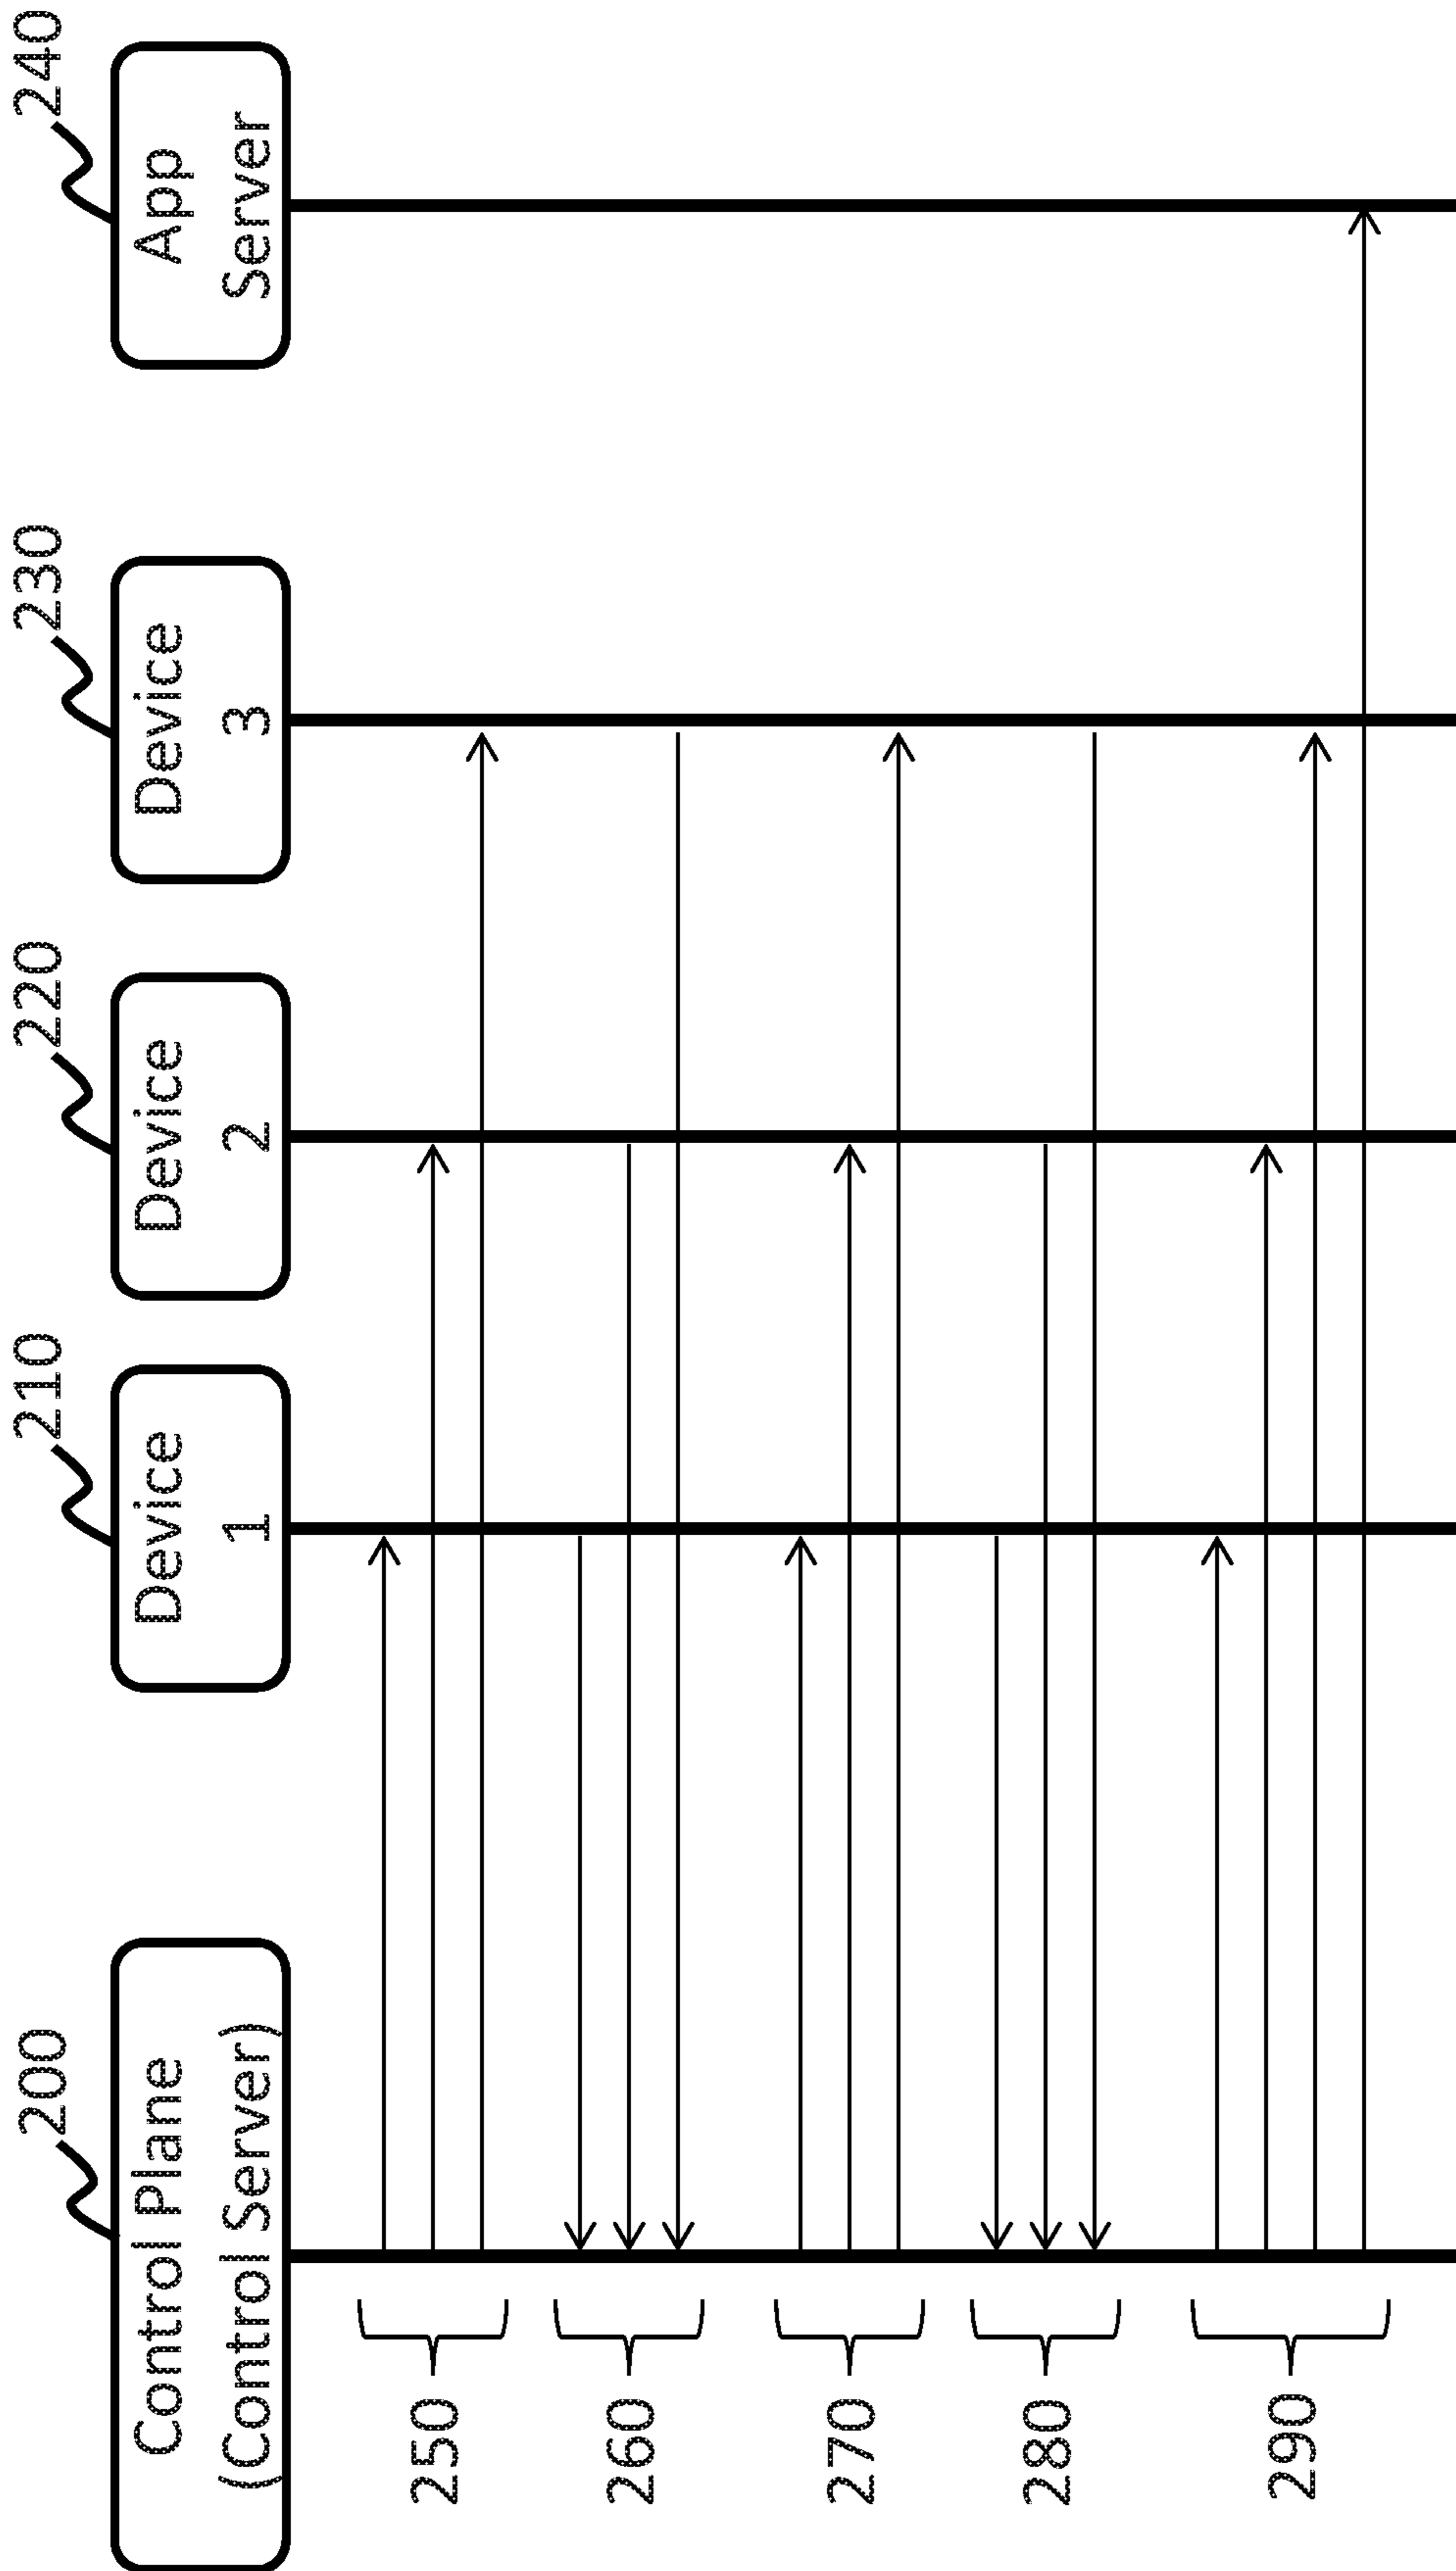 200
210
220
230
240
Control Plane
(Control Server)
Device
1
Device
2
Device
3
App
Server
250
260
270
280
290